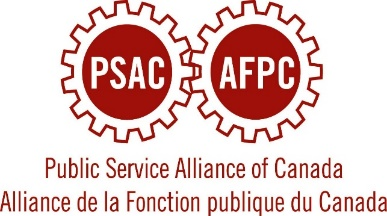 PSAC AFPC
Public Service Alliance of Canada
Alliance de la Fonction publique du Canada